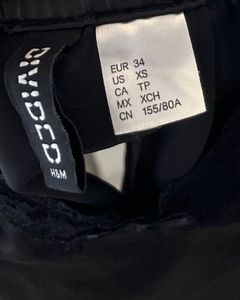 DIVIDED
H&M
EUR 34
US XS
CA TP
MX XCH
CN 155/80A